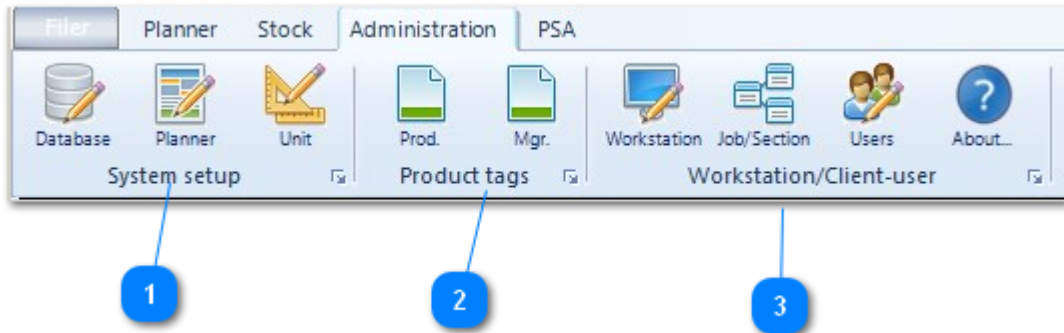 Filer Planner Stock Administration PSA
Database Planner Unit Prod. Mgr. Workstation Job/Section Users About...
System setup Product tags Workstation/Client-user
1 2 3